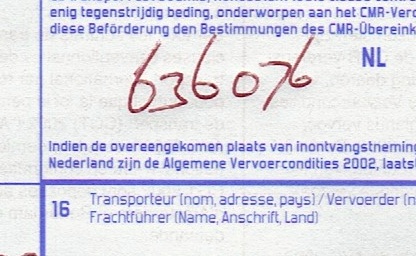 enig tegenstrijdig beding, onderworpen aan het CMR-Verd
diese Beförderung den Bestimmungen des CMR-Übereink
NL
636076
Indien de overeengekomen plaats van inontvangstneming
Nederland zijn de Algemene Vervoercondities 2002, laats
16 Transporteur (nom, adresse, pays) / Vervoerder (n
Frachtführer (Name, Anschrift, Land)